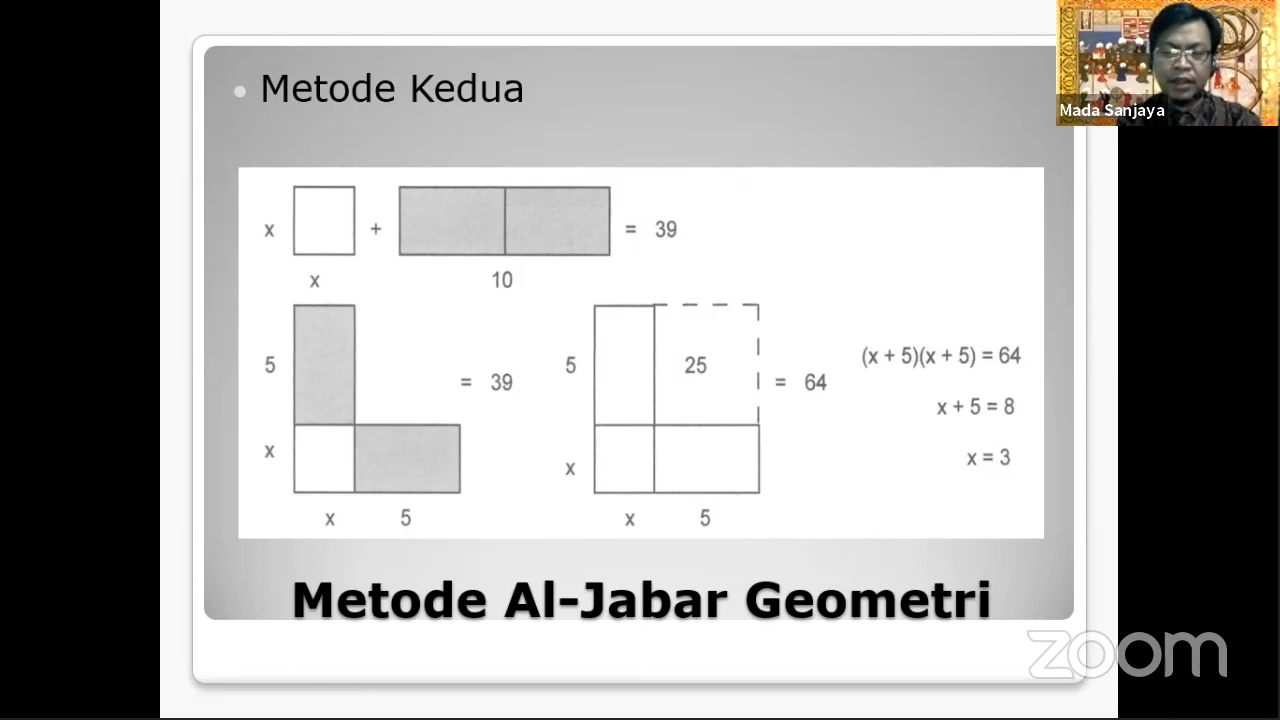 Metode Kedua
Mada Sanjaya
x + = 39
x 10
5 = 39
x
x 5
5 25 = 64
x
x 5
(x + 5)(x + 5) = 64
x + 5 = 8
x = 3
Metode Al-Jabar Geometri
zoom